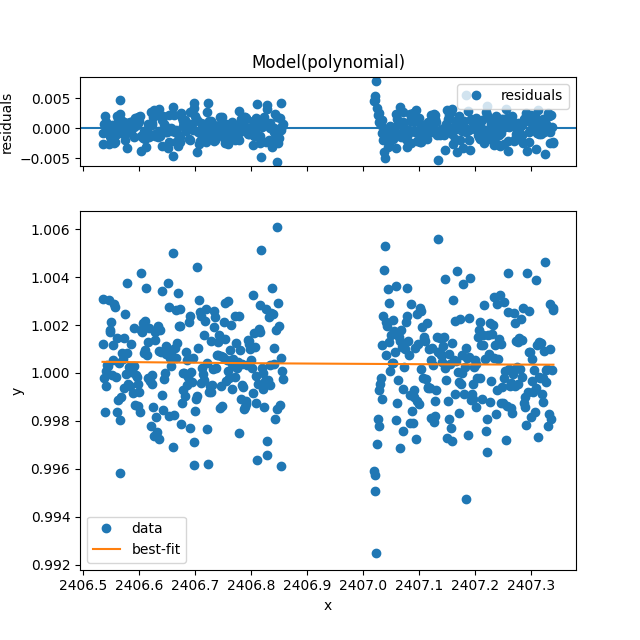 Model(polynomial)
residuals
0.005
0.000
−0.005
residuals
1.006
1.004
1.002
1.000
0.998
0.996
0.994
0.992
y
data
best-fit
2406.5 2406.6 2406.7 2406.8 2406.9 2407.0 2407.1 2407.2 2407.3
x